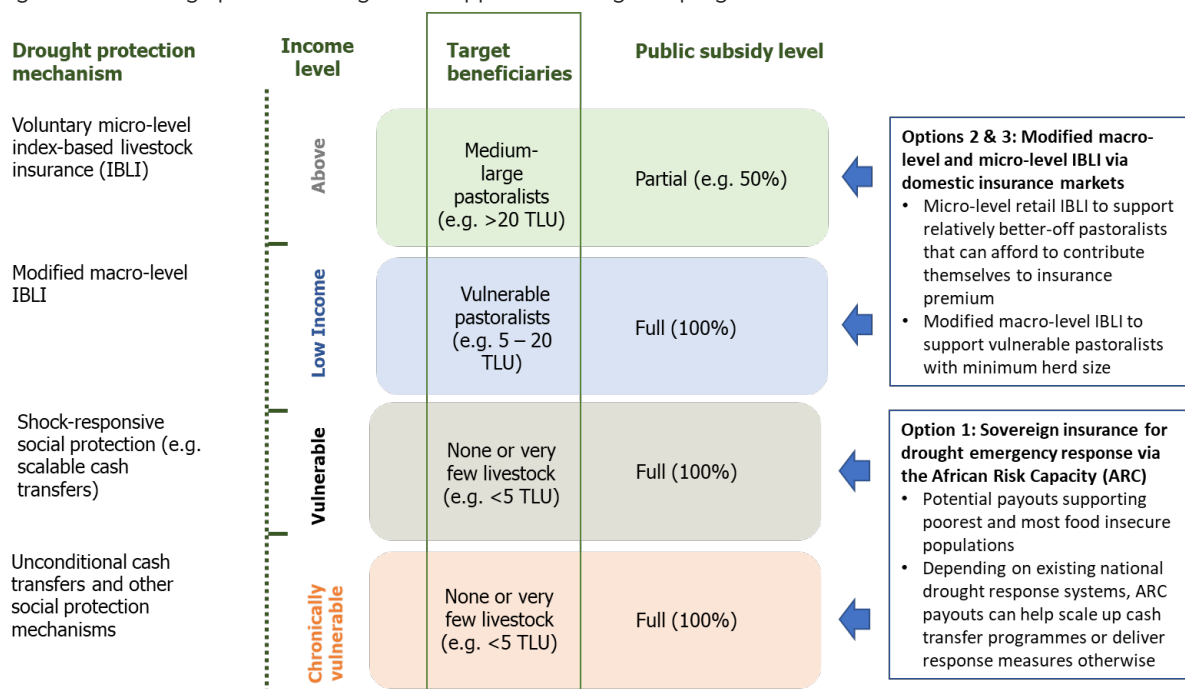 Drought protection
mechanism
Income
level
Target
beneficiaries
Public subsidy level
Voluntary micro-level
index-based livestock
insurance (IBLI)
Above
Medium-
large
pastoralists
(e.g. >20 TLU)
Partial (e.g. 50%)
Modified macro-level
IBLI
Low Income
Vulnerable
pastoralists
(e.g. 5 – 20
TLU)
Full (100%)
Shock-responsive
social protection (e.g.
scalable cash
transfers)
Vulnerable
None or very
few livestock
(e.g. <5 TLU)
Full (100%)
Unconditional cash
transfers and other
social protection
mechanisms
Chronically
vulnerable
None or very
few livestock
(e.g. <5 TLU)
Full (100%)
Options 2 & 3: Modified macro-
level and micro-level IBLI via
domestic insurance markets
• Micro-level retail IBLI to support
relatively better-off pastoralists
that can afford to contribute
themselves to insurance
premium
• Modified macro-level IBLI to
support vulnerable pastoralists
with minimum herd size
Option 1: Sovereign insurance for
drought emergency response via
the African Risk Capacity (ARC)
• Potential payouts supporting
poorest and most food insecure
populations
• Depending on existing national
drought response systems, ARC
payouts can help scale up cash
transfer programmes or deliver
response measures otherwise